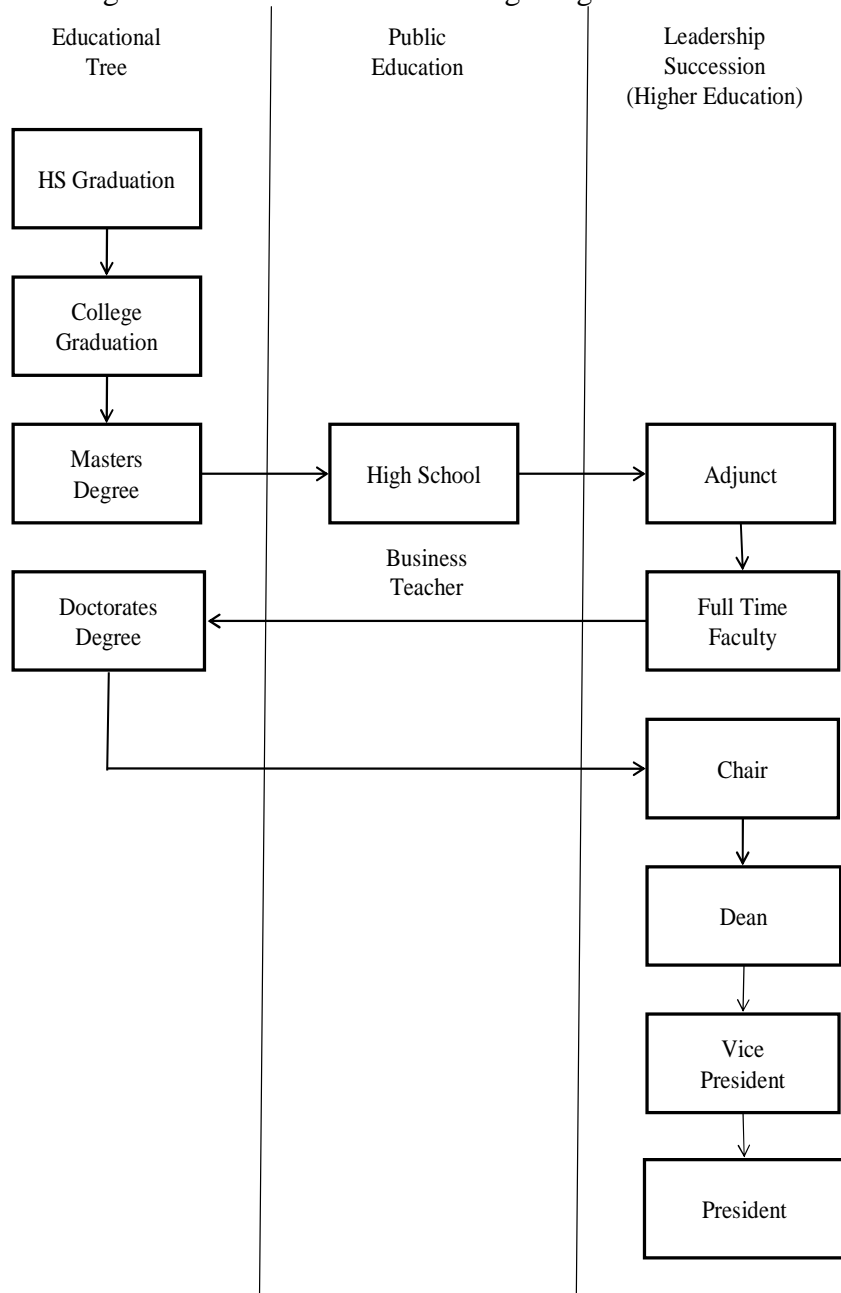 Educational
Tree
Public
Education
Leadership
Succession
(Higher Education)
HS Graduation
College
Graduation
Masters
Degree
High School
Adjunct
Business
Teacher
Doctorates
Degree
Full Time
Faculty
Chair
Dean
Vice
President
President